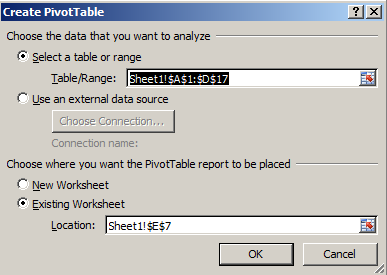 Create PivotTable
Choose the data that you want to analyze
Select a table or range
Table/Range: Sheet1!$A$1:$D$17
Use an external data source
Choose Connection...
Connection name:
Choose where you want the PivotTable report to be placed
New Worksheet
Existing Worksheet
Location: Sheet1!$E$7
OK Cancel